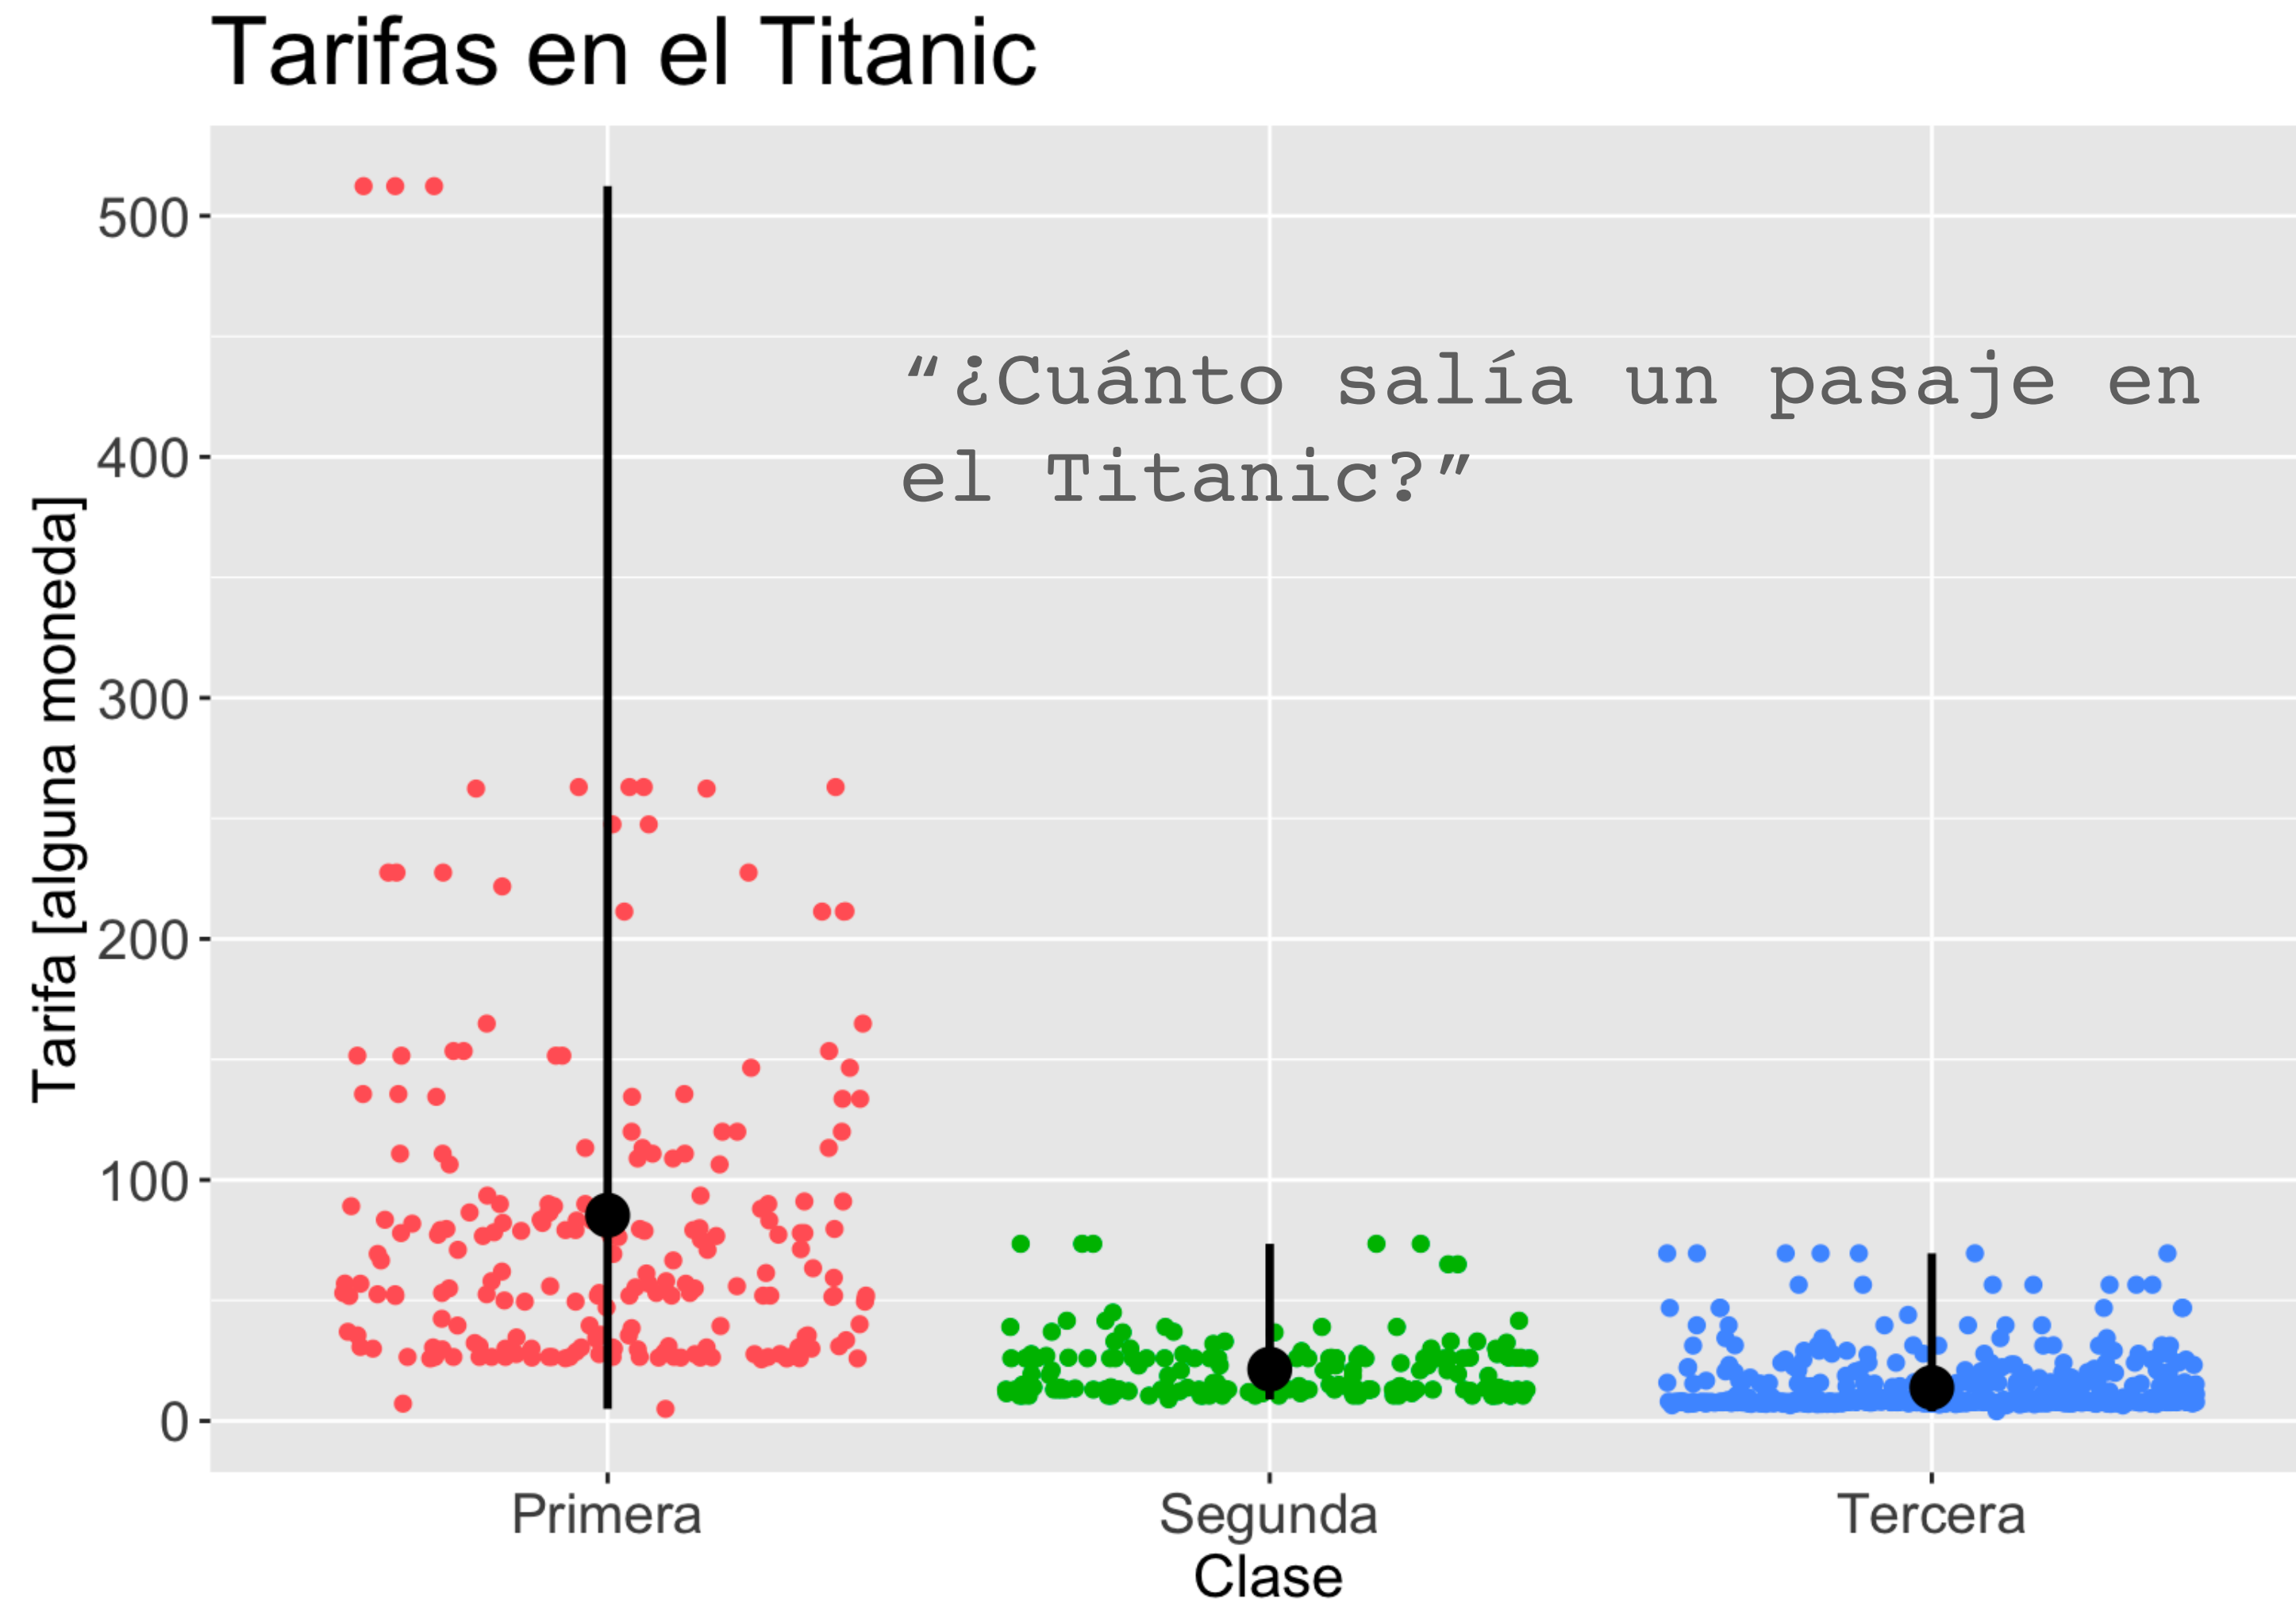 Tarifas en el Titanic
Tarifa [alguna moneda]
500
400
300
200
100
0
“¿Cuánto salía un pasaje en
el Titanic?”
Primera
Segunda
Tercera
Clase